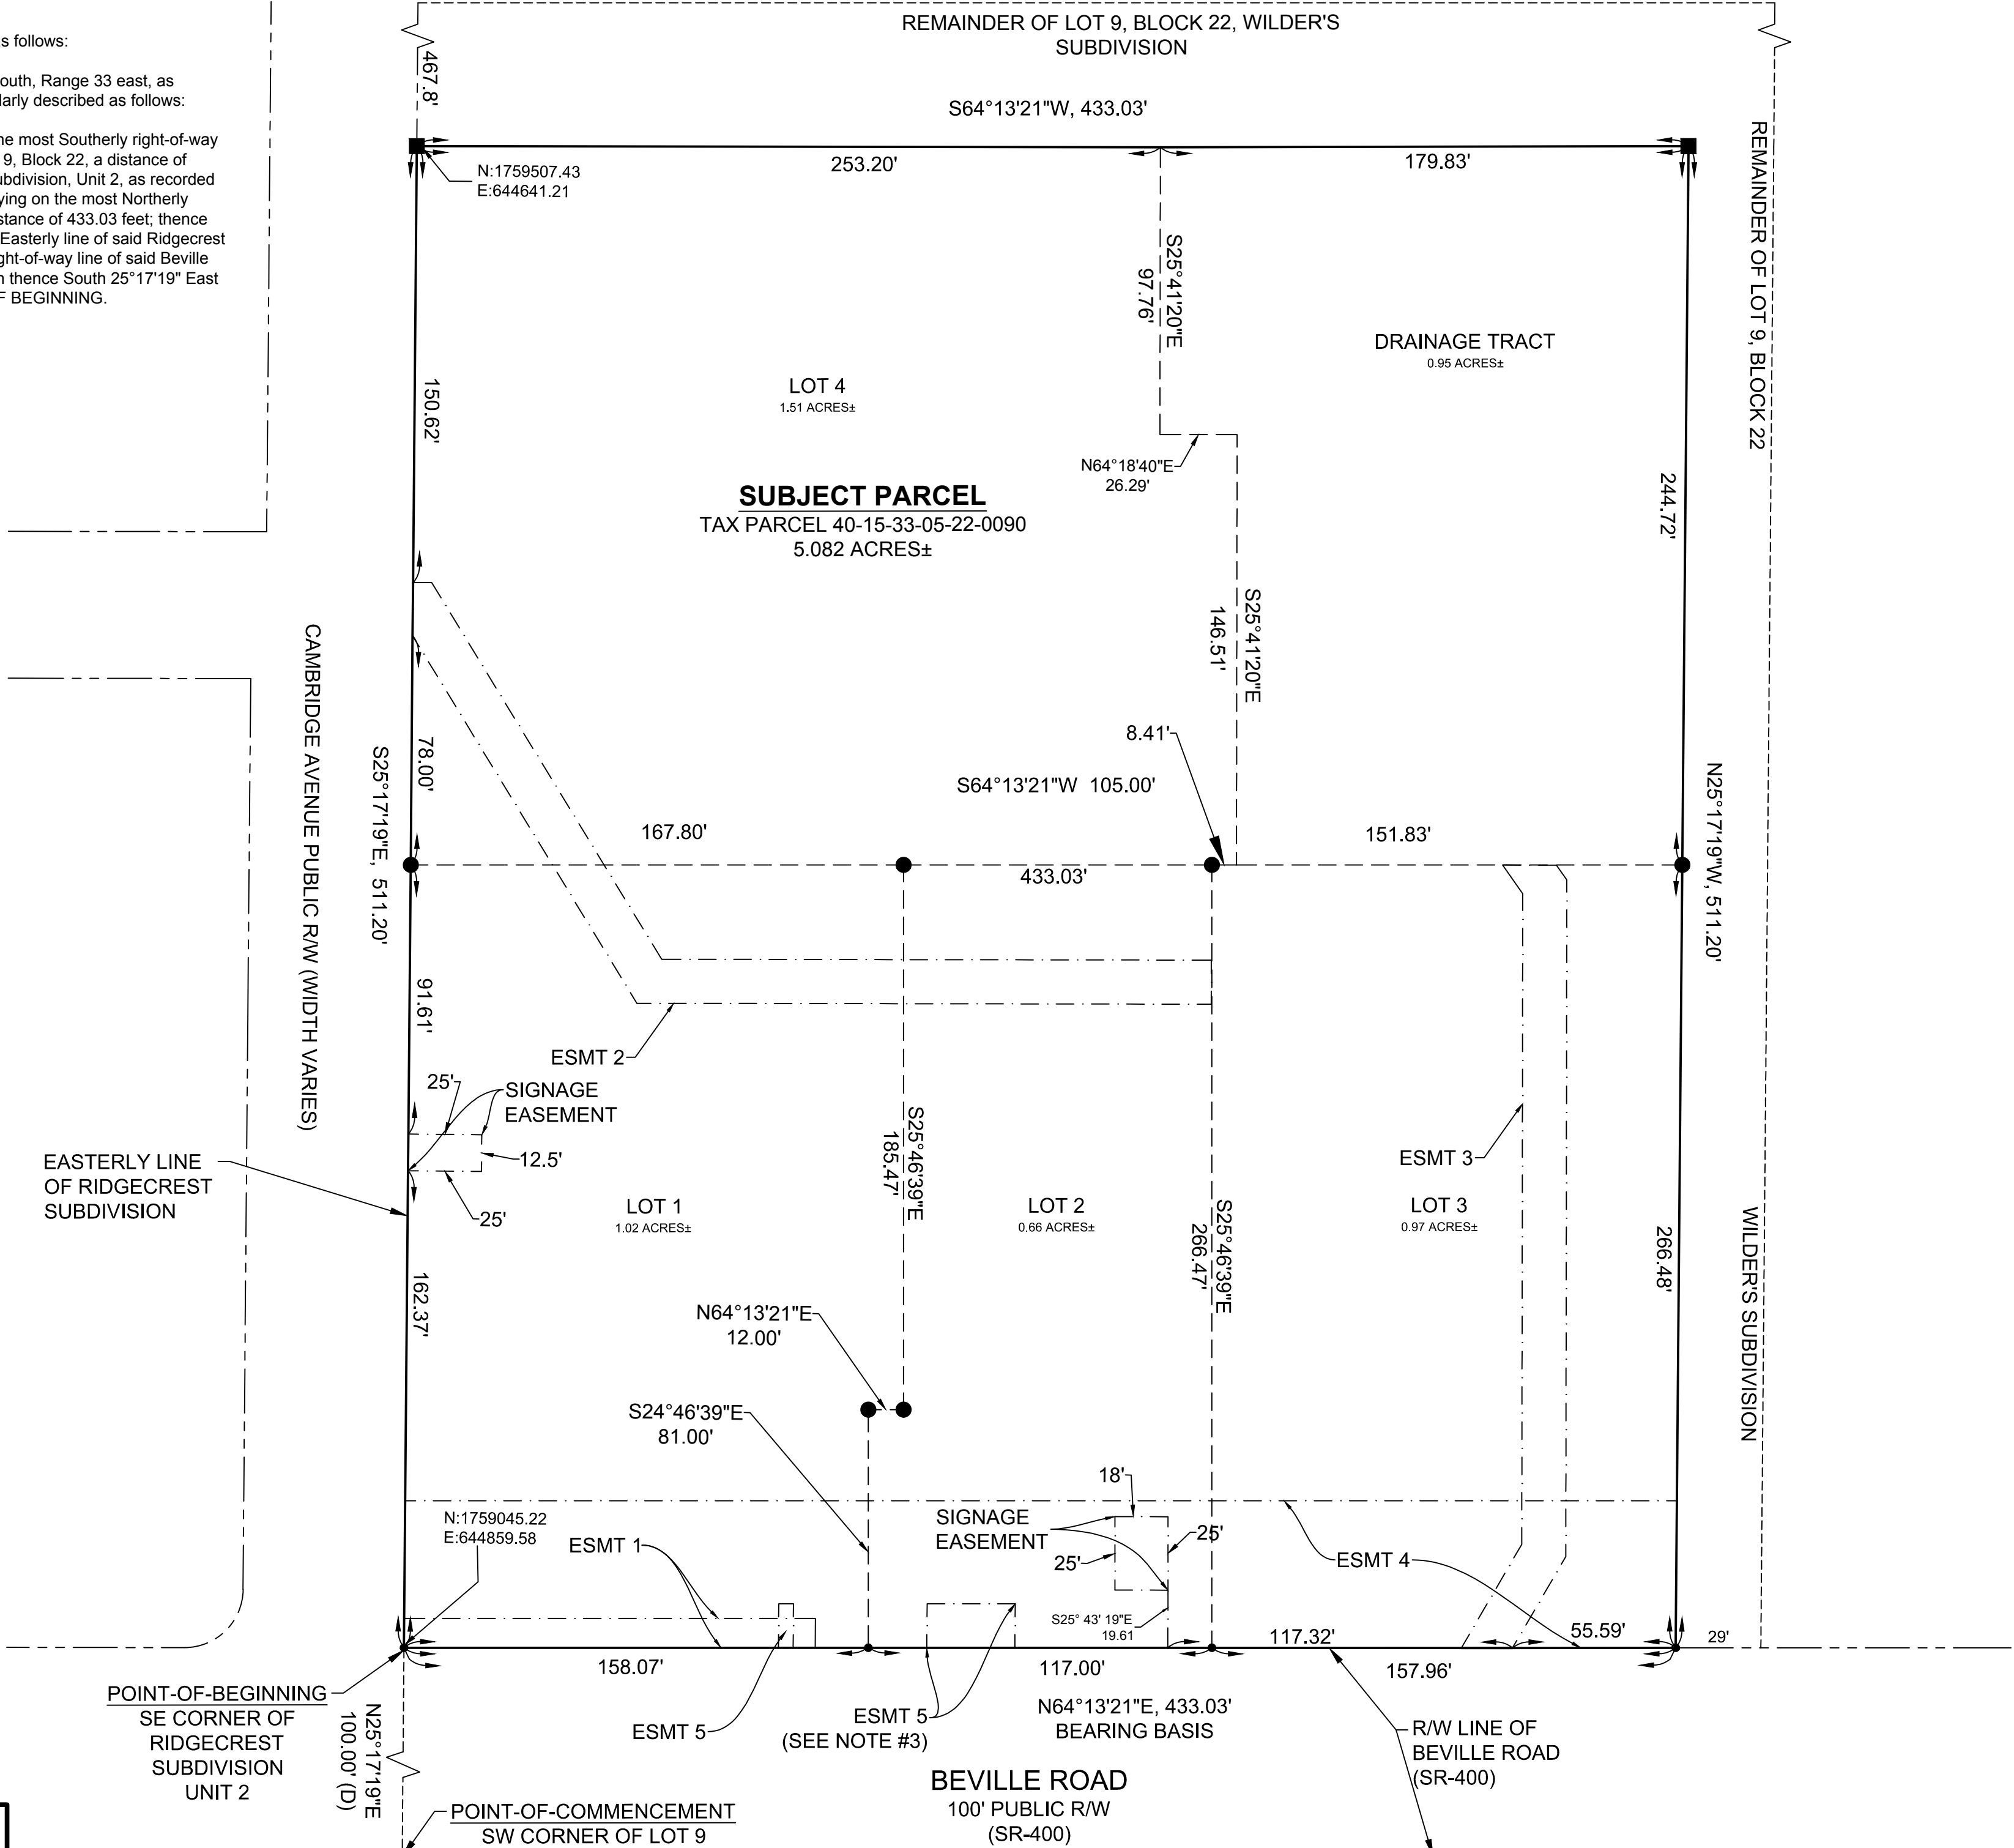 s follows:
outh, Range 33 east, as
larly described as follows:
he most Southerly right-of-way
9, Block 22, a distance of
ubdivision, Unit 2, as recorded
ying on the most Northerly
stance of 433.03 feet; thence
Easterly line of said Ridgecrest
ght-of-way line of said Beville
n thence South 25°17'19" East
F BEGINNING.
REMAINDER OF LOT 9, BLOCK 22, WILDER'S
SUBDIVISION
467.8'
S64°13'21"W, 433.03'
253.20'
179.83'
N:1759507.43
E:644641.21
REMAINDER OF LOT 9, BLOCK 22
S25°41'20"E
97.76'
DRAINAGE TRACT
0.95 ACRES±
LOT 4
1.51 ACRES±
150.62'
N64°18'40"E
26.29'
SUBJECT PARCEL
TAX PARCEL 40-15-33-05-22-0090
5.082 ACRES±
244.72'
S25°41'20"E
146.51'
CAMBRIDGE AVENUE PUBLIC R/W (WIDTH VARIES)
S25°17'19"E, 511.20'
78.00'
8.41'
S64°13'21"W 105.00'
167.80'
151.83'
433.03'
N25°17'19"W, 511.20'
91.61'
ESMT 2
25'
SIGNAGE
EASEMENT
12.5'
25'
S25°46'39"E
185.47'
EASTERLY LINE
OF RIDGECREST
SUBDIVISION
ESMT 3
LOT 1
1.02 ACRES±
LOT 2
0.66 ACRES±
LOT 3
0.97 ACRES±
S25°46'39"E
266.47'
266.48'
WILDER'S SUBDIVISION
162.37'
N64°13'21"E
12.00'
S24°46'39"E
81.00'
18'
SIGNAGE
EASEMENT
25'
25'
N:1759045.22
E:644859.58
ESMT 1
ESMT 4
S25° 43' 19"E
19.61
117.32'
55.59'
29'
158.07'
117.00'
157.96'
POINT-OF-BEGINNING
SE CORNER OF
RIDGECREST
SUBDIVISION
UNIT 2
N25°17'19"E
100.00' (D)
ESMT 5
ESMT 5
(SEE NOTE #3)
N64°13'21"E, 433.03'
BEARING BASIS
R/W LINE OF
BEVILLE ROAD
(SR-400)
BEVILLE ROAD
100' PUBLIC R/W
(SR-400)
POINT-OF-COMMENCEMENT
SW CORNER OF LOT 9